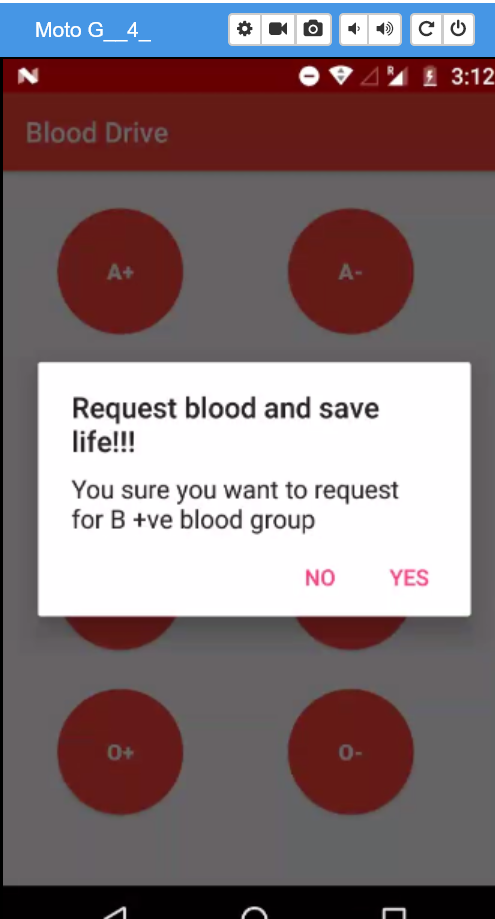 Moto G__4_
R
3:12
Blood Drive
A+
A-
Request blood and save
life!!!
You sure you want to request
for B +ve blood group
NO
YES
O+
O-